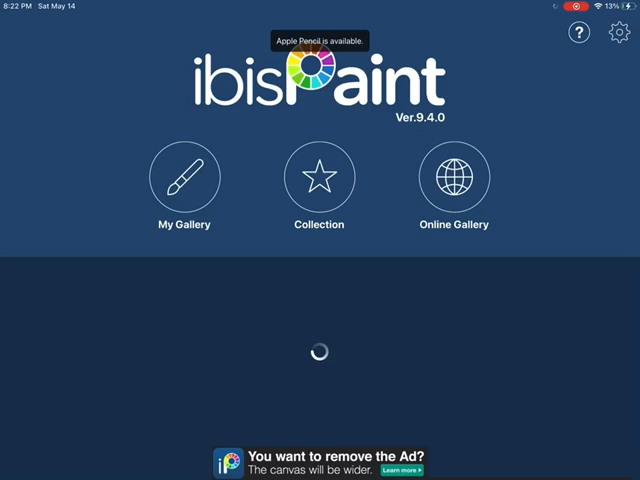 8:22 PM Sat May 14
13%
Apple Pencil is available.
?
ibisPaint
Ver.9.4.0
My Gallery
Collection
Online Gallery
iP
You want to remove the Ad?
The canvas will be wider.
Learn more